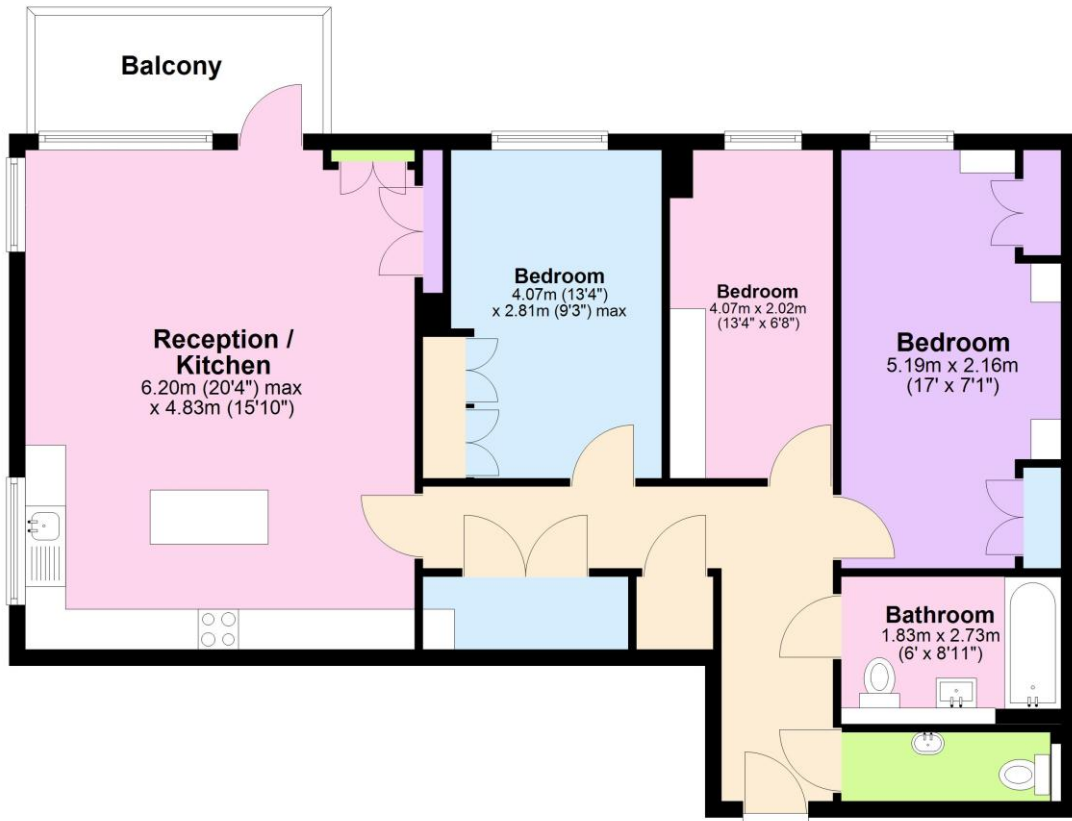 Balcony
Reception /
Kitchen
6.20m (20'4") max
x 4.83m (15'10")
Bedroom
4.07m (13'4")
x 2.81m (9'3") max
Bedroom
4.07m x 2.02m
(13'4" x 6'8")
Bedroom
5.19m x 2.16m
(17' x 7'1")
Bathroom
1.83m x 2.73m
(6' x 8'11")